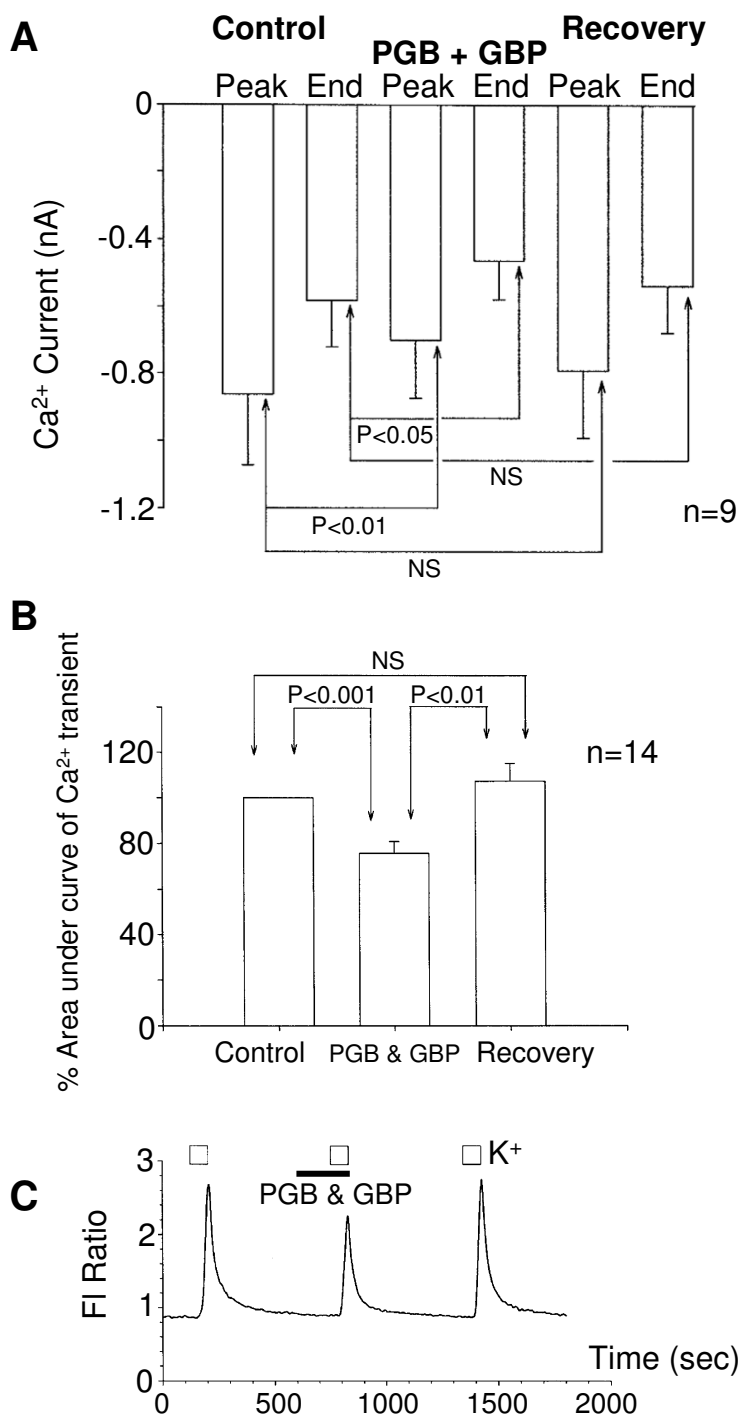 A
Control Recovery
PGB + GBP
Peak End Peak End Peak End
0
-0.4
-0.8
-1.2
Ca²⁺ Current (nA)
P<0.05
NS
P<0.01
n=9
NS
B
% Area under curve of Ca²⁺ transient
NS
P<0.001 P<0.01
n=14
120
80
40
0
Control PGB & GBP Recovery
C
K⁺
PGB & GBP
FI Ratio
3
2
1
0
Time (sec)
0 500 1000 1500 2000